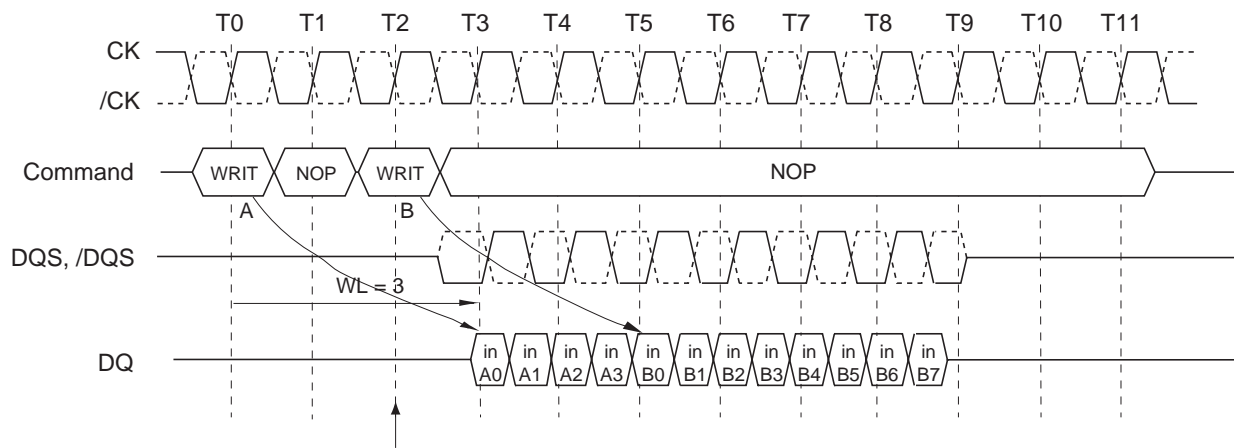 T0 T1 T2 T3 T4 T5 T6 T7 T8 T9 T10 T11
CK
/CK
Command WRIT NOP WRIT NOP
A B
DQS, /DQS
WL = 3
DQ in A0 in A1 in A2 in A3 in B0 in B1 in B2 in B3 in B4 in B5 in B6 in B7